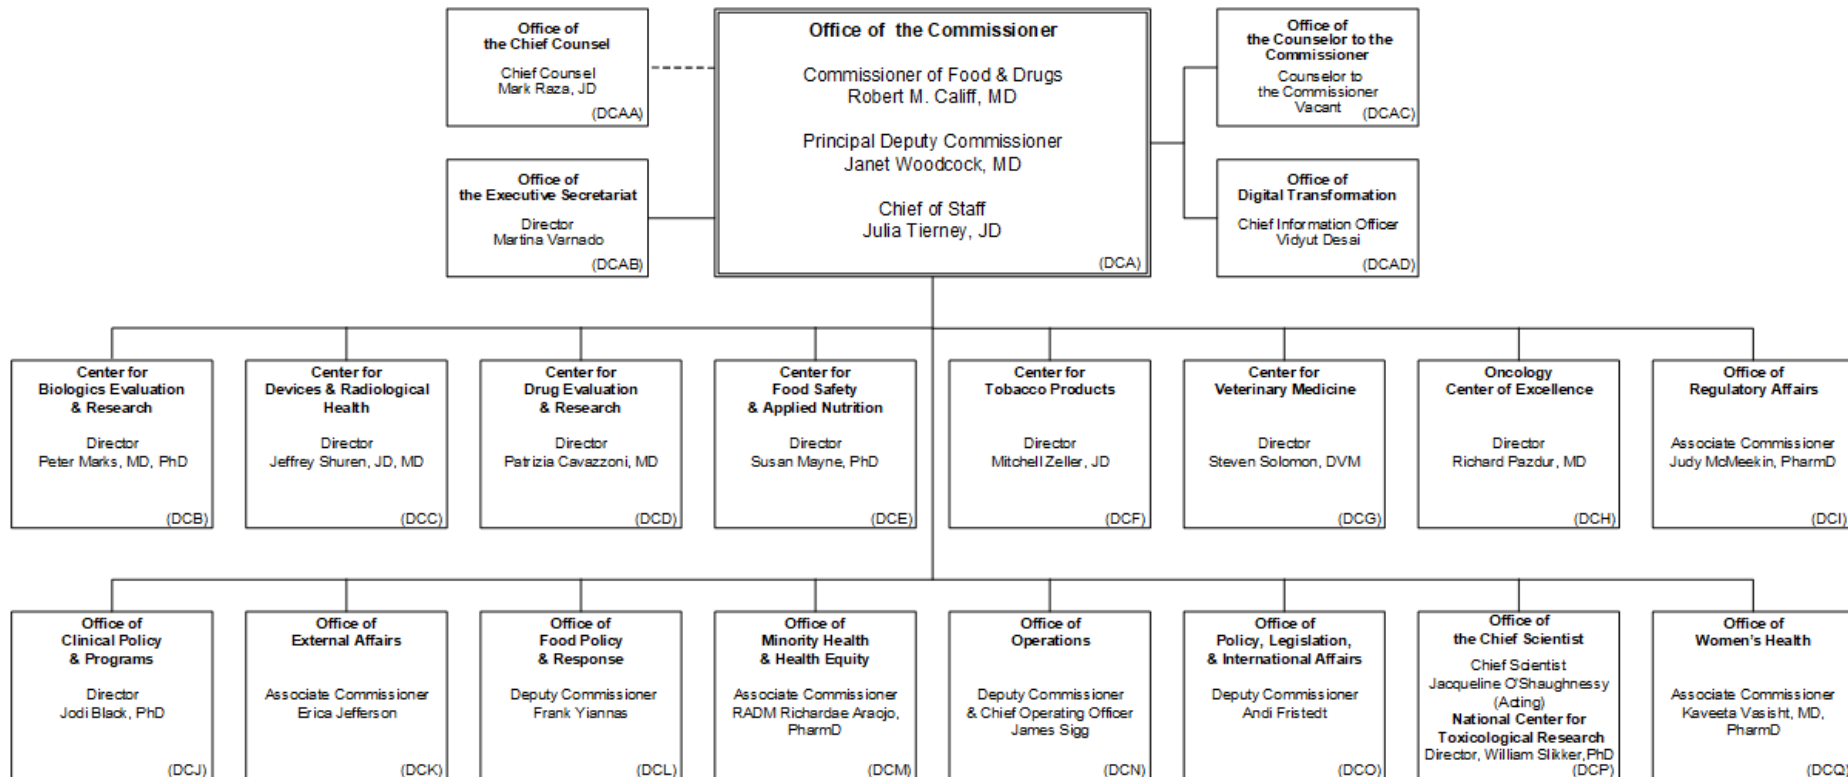 Office of
the Chief Counsel
Chief Counsel
Mark Raza, JD
(DCAA)
Office of the Commissioner
Commissioner of Food & Drugs
Robert M. Califf, MD
Principal Deputy Commissioner
Janet Woodcock, MD
Chief of Staff
Julia Tierney, JD
(DCA)
Office of
the Counselor to the
Commissioner
Counselor to
the Commissioner
Vacant
(DCAC)
Office of
the Executive Secretariat
Director
Martina Varnado
(DCAB)
Office of
Digital Transformation
Chief Information Officer
Vidyut Desai
(DCAD)
Center for
Biologics Evaluation
& Research
Director
Peter Marks, MD, PhD
(DCB)
Center for
Devices & Radiological
Health
Director
Jeffrey Shuren, JD, MD
(DCC)
Center for
Drug Evaluation
& Research
Director
Patrizia Cavazzoni, MD
(DCD)
Center for
Food Safety
& Applied Nutrition
Director
Susan Mayne, PhD
(DCE)
Center for
Tobacco Products
Director
Mitchell Zeller, JD
(DCF)
Center for
Veterinary Medicine
Director
Steven Solomon, DVM
(DCG)
Oncology
Center of Excellence
Director
Richard Pazdur, MD
(DCH)
Office of
Regulatory Affairs
Associate Commissioner
Judy McMeekin, PharmD
(DCI)
Office of
Clinical Policy
& Programs
Director
Jodi Black, PhD
(DCJ)
Office of
External Affairs
Associate Commissioner
Erica Jefferson
(DCK)
Office of
Food Policy
& Response
Deputy Commissioner
Frank Yiannas
(DCL)
Office of
Minority Health
& Health Equity
Associate Commissioner
RADM Richardae Araojo,
PharmD
(DCM)
Office of
Operations
Deputy Commissioner
& Chief Operating Officer
James Sigg
(DCN)
Office of
Policy, Legislation,
& International Affairs
Deputy Commissioner
Andi Fristedt
(DCO)
Office of
the Chief Scientist
Chief Scientist
Jacqueline O'Shaughnessy
(Acting)
National Center for
Toxicological Research
Director, William Slikker,PhD
(DCP)
Office of
Women's Health
Associate Commissioner
Kaveeta Vasisht, MD,
PharmD
(DCQ)